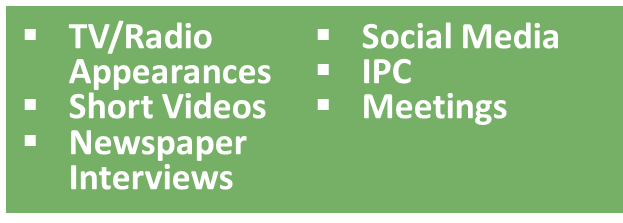 TV/Radio
Appearances
Short Videos
Newspaper
Interviews
Social Media
IPC
Meetings